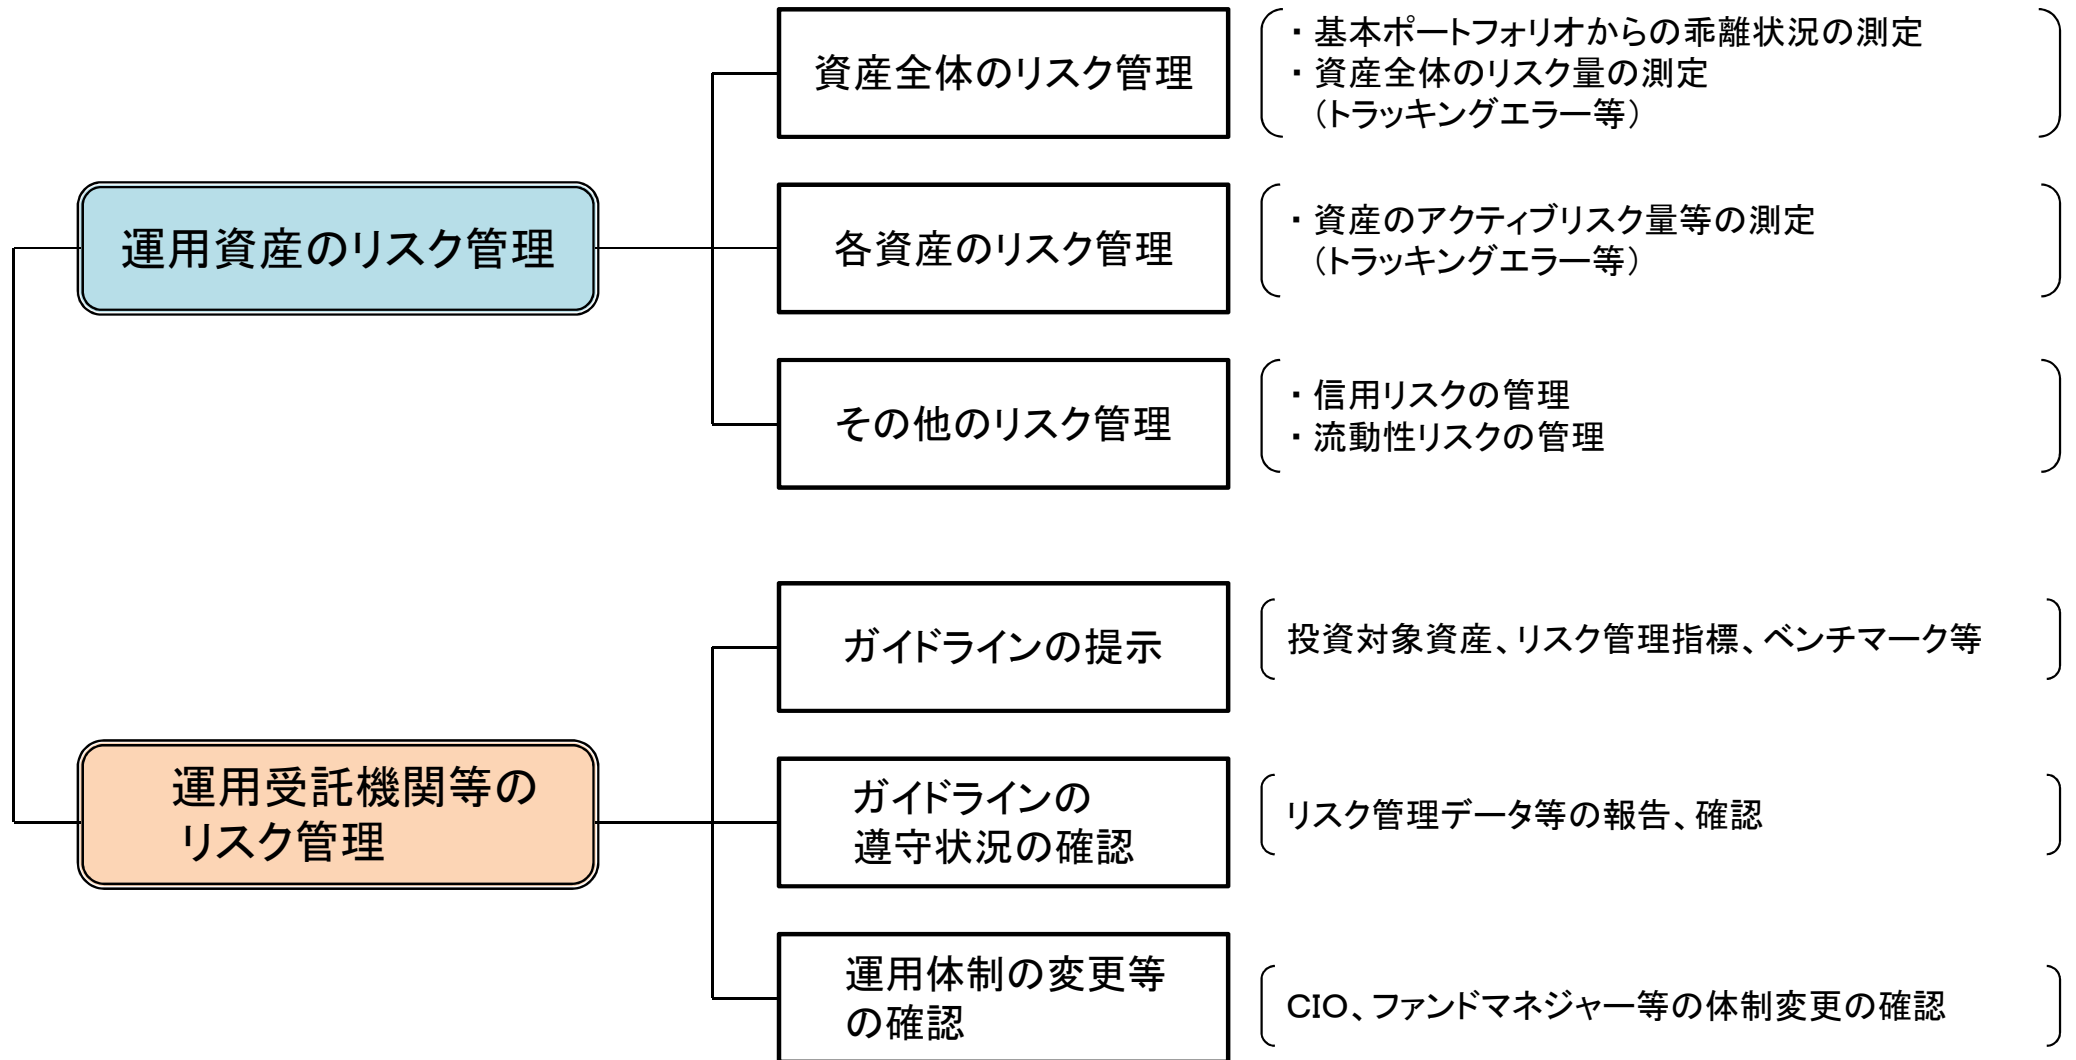 運用資産のリスク管理
資産全体のリスク管理
・基本ポートフォリオからの乖離状況の測定
・資産全体のリスク量の測定
(トラッキングエラー等)
各資産のリスク管理
・資産のアクティブリスク量等の測定
(トラッキングエラー等)
その他のリスク管理
・信用リスクの管理
・流動性リスクの管理
運用受託機関等の
リスク管理
ガイドラインの提示
投資対象資産、リスク管理指標、ベンチマーク等
ガイドラインの
遵守状況の確認
リスク管理データ等の報告、確認
運用体制の変更等
の確認
CIO、ファンドマネジャー等の体制変更の確認